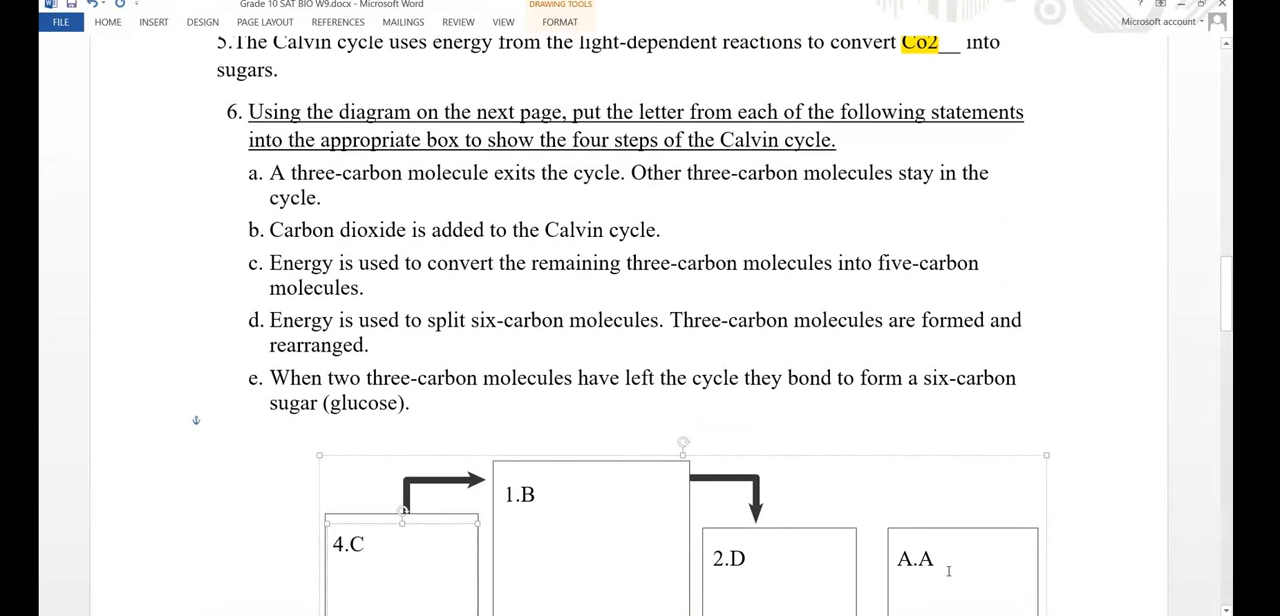 Grade 10 SAT BIO W9.docx - Microsoft Word
DRAWING TOOLS
FILE HOME INSERT DESIGN PAGE LAYOUT REFERENCES MAILINGS REVIEW VIEW FORMAT
Microsoft account
5.The Calvin cycle uses energy from the light-dependent reactions to convert Co2__ into
sugars.
6. Using the diagram on the next page, put the letter from each of the following statements
into the appropriate box to show the four steps of the Calvin cycle.
a. A three-carbon molecule exits the cycle. Other three-carbon molecules stay in the
cycle.
b. Carbon dioxide is added to the Calvin cycle.
c. Energy is used to convert the remaining three-carbon molecules into five-carbon
molecules.
d. Energy is used to split six-carbon molecules. Three-carbon molecules are formed and
rearranged.
e. When two three-carbon molecules have left the cycle they bond to form a six-carbon
sugar (glucose).
1.B
4.C
2.D
A.A